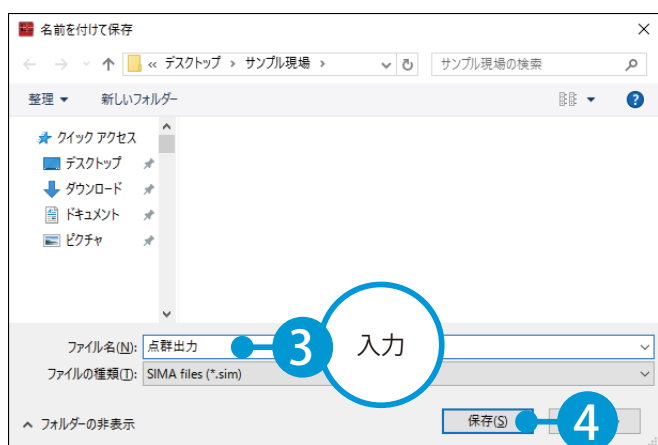 名前を付けて保存
« デスクトップ › サンプル現場 ›
サンプル現場の検索
整理 新しいフォルダー
クイック アクセス
デスクトップ
ダウンロード
ドキュメント
ピクチャ
ファイル名(N): 点群出力
3 入力
ファイルの種類(T): SIMA files (*.sim)
フォルダーの非表示
保存(S) 4